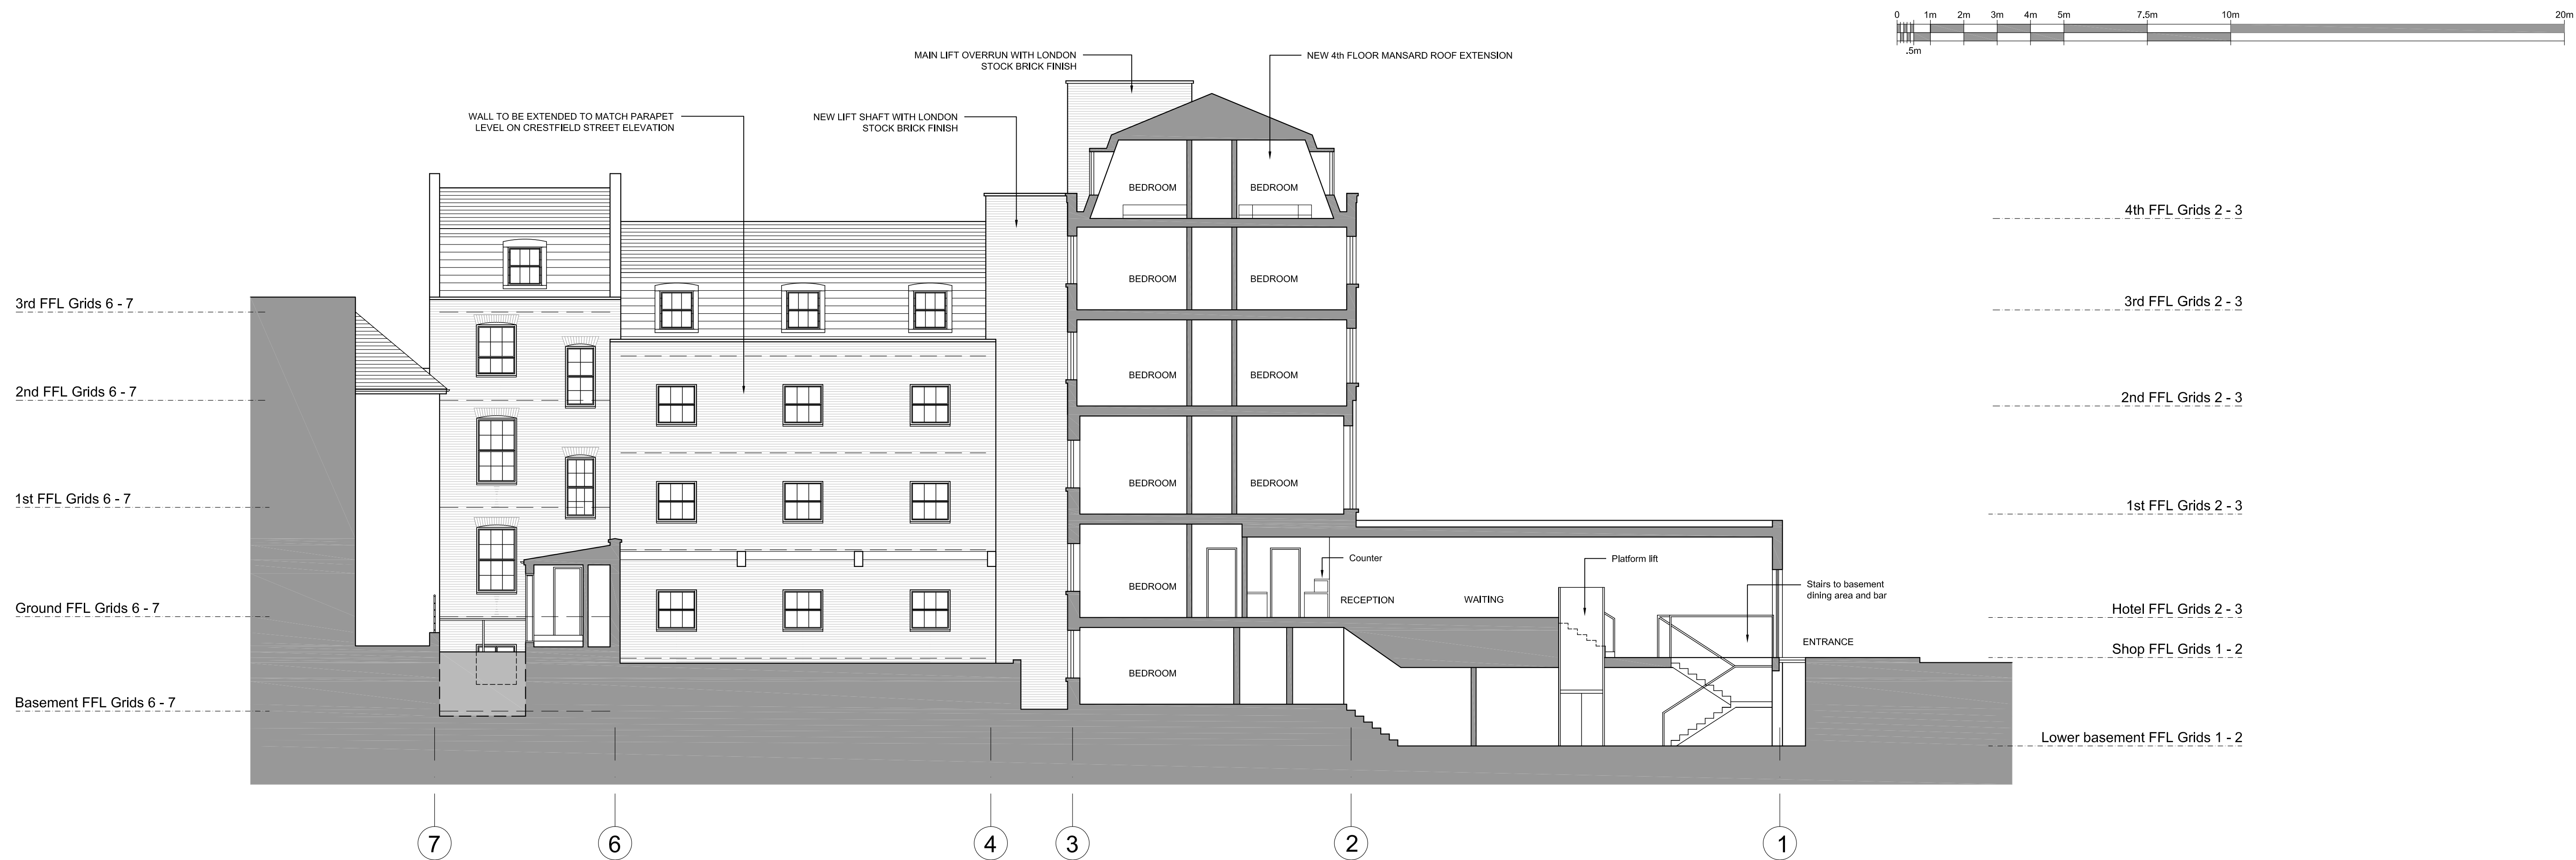 0 1m 2m 3m 4m 5m 7.5m 10m 20m
.5m
MAIN LIFT OVERRUN WITH LONDON
STOCK BRICK FINISH
NEW 4th FLOOR MANSARD ROOF EXTENSION
WALL TO BE EXTENDED TO MATCH PARAPET
LEVEL ON CRESTFIELD STREET ELEVATION
NEW LIFT SHAFT WITH LONDON
STOCK BRICK FINISH
BEDROOM BEDROOM
4th FFL Grids 2 - 3
BEDROOM BEDROOM
3rd FFL Grids 6 - 7
3rd FFL Grids 2 - 3
BEDROOM BEDROOM
2nd FFL Grids 6 - 7
2nd FFL Grids 2 - 3
BEDROOM BEDROOM
1st FFL Grids 6 - 7
1st FFL Grids 2 - 3
Counter
Platform lift
BEDROOM
Stairs to basement
dining area and bar
RECEPTION WAITING
Ground FFL Grids 6 - 7
Hotel FFL Grids 2 - 3
ENTRANCE
Shop FFL Grids 1 - 2
BEDROOM
Basement FFL Grids 6 - 7
Lower basement FFL Grids 1 - 2
7 6 4 3 2 1